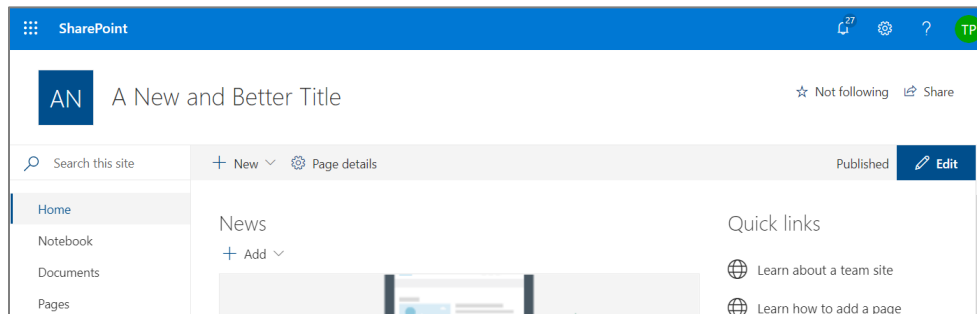 SharePoint
27
TP
AN
A New and Better Title
Not following
Share
Search this site
New
Page details
Published
Edit
Home
Notebook
Documents
Pages
News
Add
Quick links
Learn about a team site
Learn how to add a page